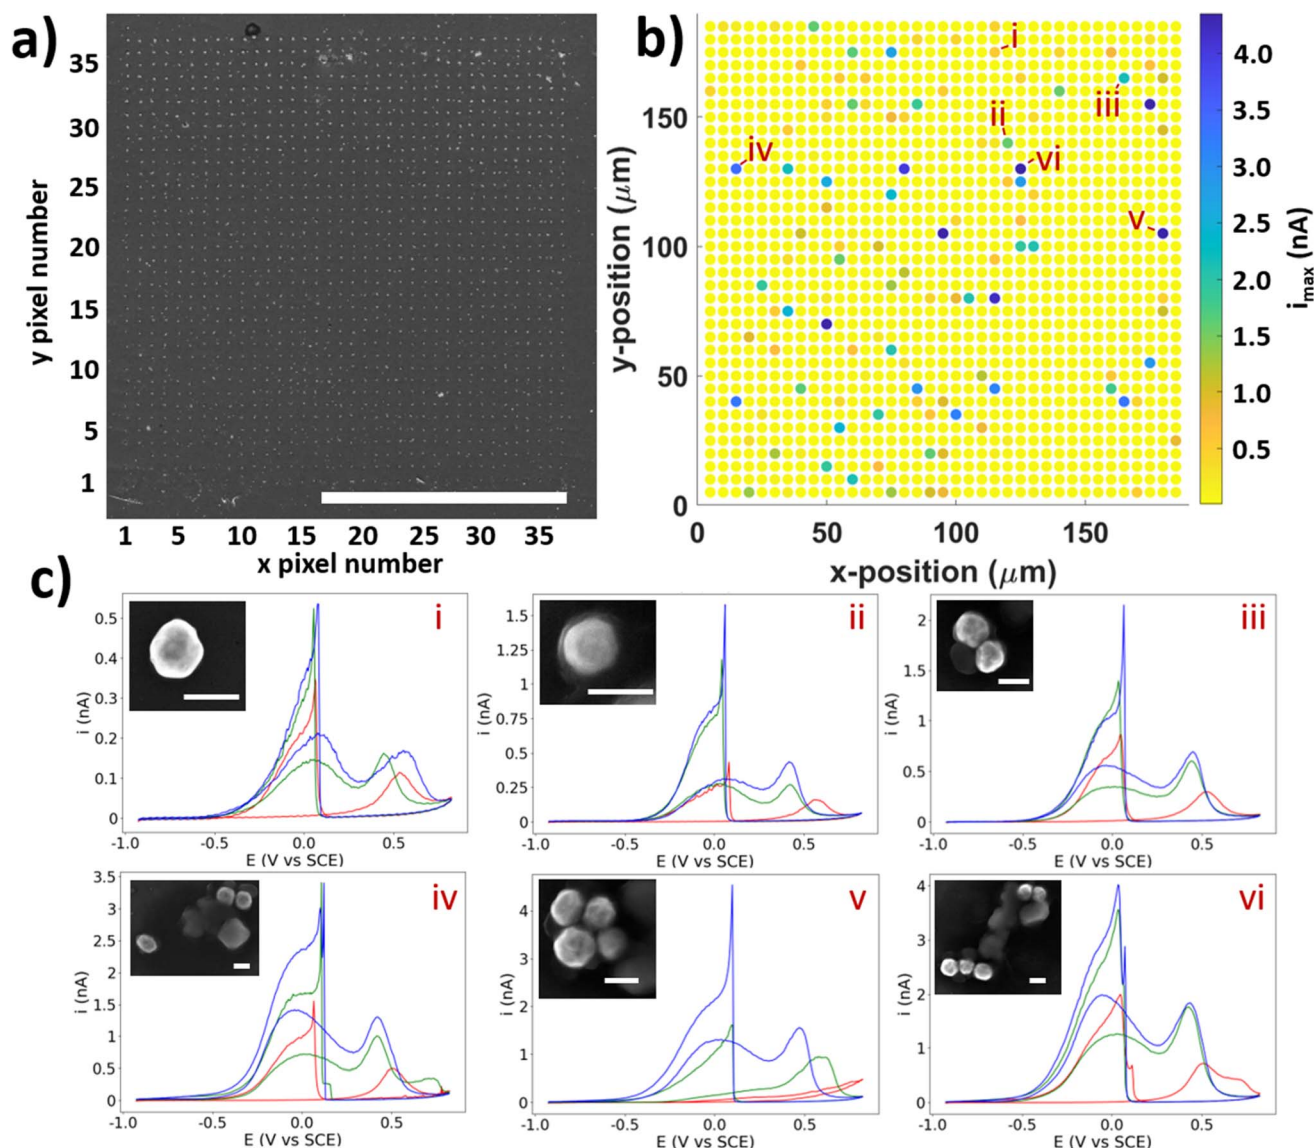 a)
y pixel number
35
30
25
20
15
10
5
1
1 5 10 15 20 25 30 35
x pixel number
b)
y-position (μm)
150
100
50
0
0 50 100 150
x-position (μm)
i
ii
iii
iv
vi
v
4.0
3.5
3.0
2.5
2.0
1.5
1.0
0.5
i_max (nA)
c)
i
i (nA)
0.5
0.4
0.3
0.2
0.1
0
-1.0 -0.5 0.0 0.5
E (V vs SCE)
ii
i (nA)
1.5
1.25
1
0.75
0.5
0.25
0
-1.0 -0.5 0.0 0.5
E (V vs SCE)
iii
i (nA)
2
1.5
1
0.5
0
-1.0 -0.5 0.0 0.5
E (V vs SCE)
iv
i (nA)
3.5
3
2.5
2
1.5
1
0.5
0
-1.0 -0.5 0.0 0.5
E (V vs SCE)
v
i (nA)
4
3
2
1
0
-1.0 -0.5 0.0 0.5
E (V vs SCE)
vi
i (nA)
4
3
2
1
0
-1.0 -0.5 0.0 0.5
E (V vs SCE)